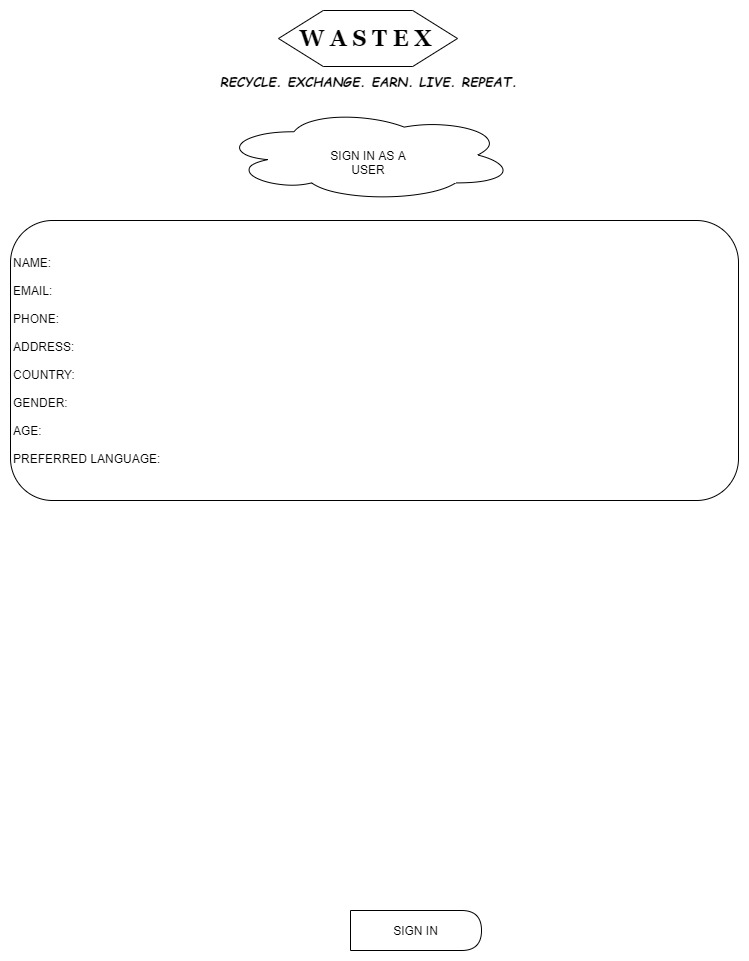 WASTEX
RECYCLE. EXCHANGE. EARN. LIVE. REPEAT.
SIGN IN AS A
USER
NAME:
EMAIL:
PHONE:
ADDRESS:
COUNTRY:
GENDER:
AGE:
PREFERRED LANGUAGE:
SIGN IN